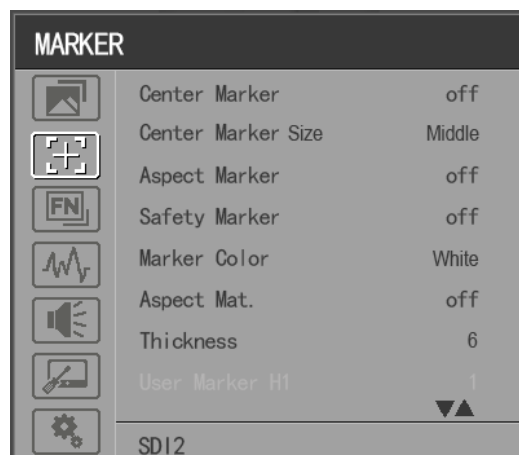 MARKER
Center Marker off
Center Marker Size Middle
Aspect Marker off
FN
Safety Marker off
Marker Color White
Aspect Mat. off
Thickness 6
User Marker H1 1
SDI2